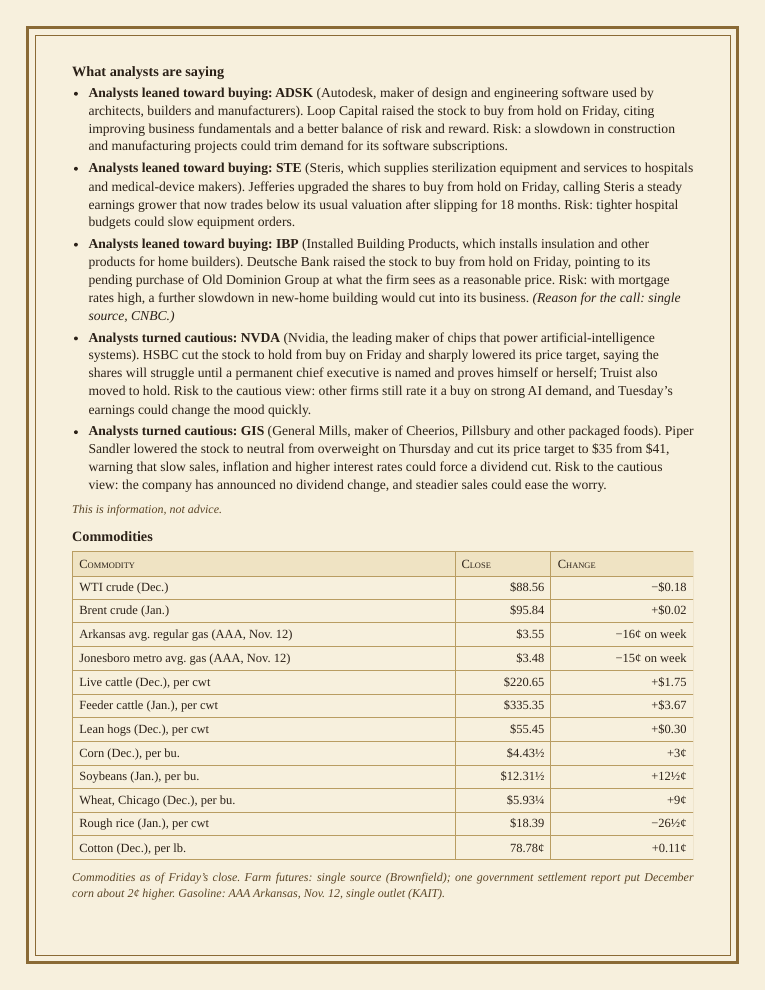 What analysts are saying
• Analysts leaned toward buying: ADSK (Autodesk, maker of design and engineering software used by
architects, builders and manufacturers). Loop Capital raised the stock to buy from hold on Friday, citing
improving business fundamentals and a better balance of risk and reward. Risk: a slowdown in construction
and manufacturing projects could trim demand for its software subscriptions.
• Analysts leaned toward buying: STE (Steris, which supplies sterilization equipment and services to hospitals
and medical-device makers). Jefferies upgraded the shares to buy from hold on Friday, calling Steris a steady
earnings grower that now trades below its usual valuation after slipping for 18 months. Risk: tighter hospital
budgets could slow equipment orders.
• Analysts leaned toward buying: IBP (Installed Building Products, which installs insulation and other
products for home builders). Deutsche Bank raised the stock to buy from hold on Friday, pointing to its
pending purchase of Old Dominion Group at what the firm sees as a reasonable price. Risk: with mortgage
rates high, a further slowdown in new-home building would cut into its business. (Reason for the call: single
source, CNBC.)
• Analysts turned cautious: NVDA (Nvidia, the leading maker of chips that power artificial-intelligence
systems). HSBC cut the stock to hold from buy on Friday and sharply lowered its price target, saying the
shares will struggle until a permanent chief executive is named and proves himself or herself; Truist also
moved to hold. Risk to the cautious view: other firms still rate it a buy on strong AI demand, and Tuesday’s
earnings could change the mood quickly.
• Analysts turned cautious: GIS (General Mills, maker of Cheerios, Pillsbury and other packaged foods). Piper
Sandler lowered the stock to neutral from overweight on Thursday and cut its price target to $35 from $41,
warning that slow sales, inflation and higher interest rates could force a dividend cut. Risk to the cautious
view: the company has announced no dividend change, and steadier sales could ease the worry.
This is information, not advice.
Commodities
Commodity Close Change
WTI crude (Dec.) $88.56 −$0.18
Brent crude (Jan.) $95.84 +$0.02
Arkansas avg. regular gas (AAA, Nov. 12) $3.55 −16¢ on week
Jonesboro metro avg. gas (AAA, Nov. 12) $3.48 −15¢ on week
Live cattle (Dec.), per cwt $220.65 +$1.75
Feeder cattle (Jan.), per cwt $335.35 +$3.67
Lean hogs (Dec.), per cwt $55.45 +$0.30
Corn (Dec.), per bu. $4.43½ +3¢
Soybeans (Jan.), per bu. $12.31½ +12½¢
Wheat, Chicago (Dec.), per bu. $5.93¼ +9¢
Rough rice (Jan.), per cwt $18.39 −26½¢
Cotton (Dec.), per lb. 78.78¢ +0.11¢
Commodities as of Friday’s close. Farm futures: single source (Brownfield); one government settlement report put December
corn about 2¢ higher. Gasoline: AAA Arkansas, Nov. 12, single outlet (KAIT).